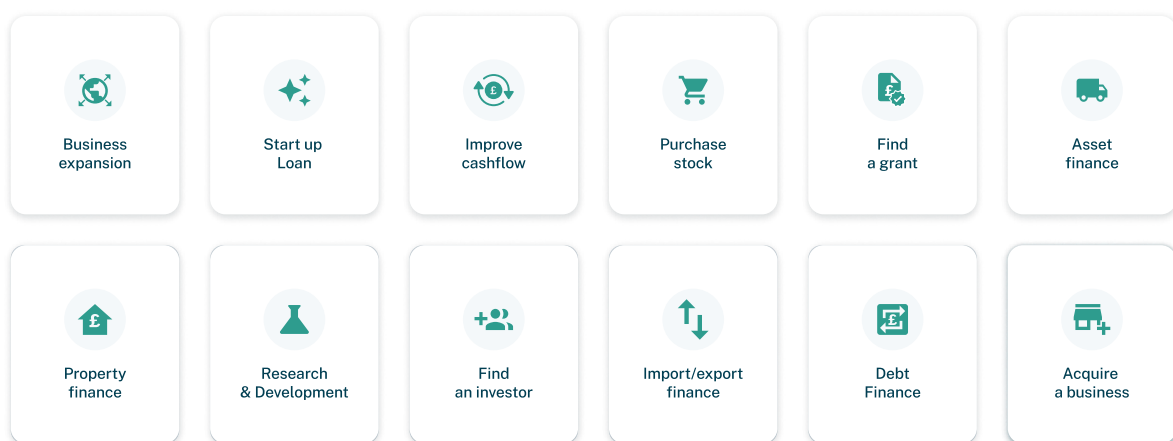 Business
expansion
Start up
Loan
£
Improve
cashflow
Purchase
stock
£
Find
a grant
Asset
finance
£
Property
finance
Research
& Development
Find
an investor
Import/export
finance
£
Debt
Finance
Acquire
a business